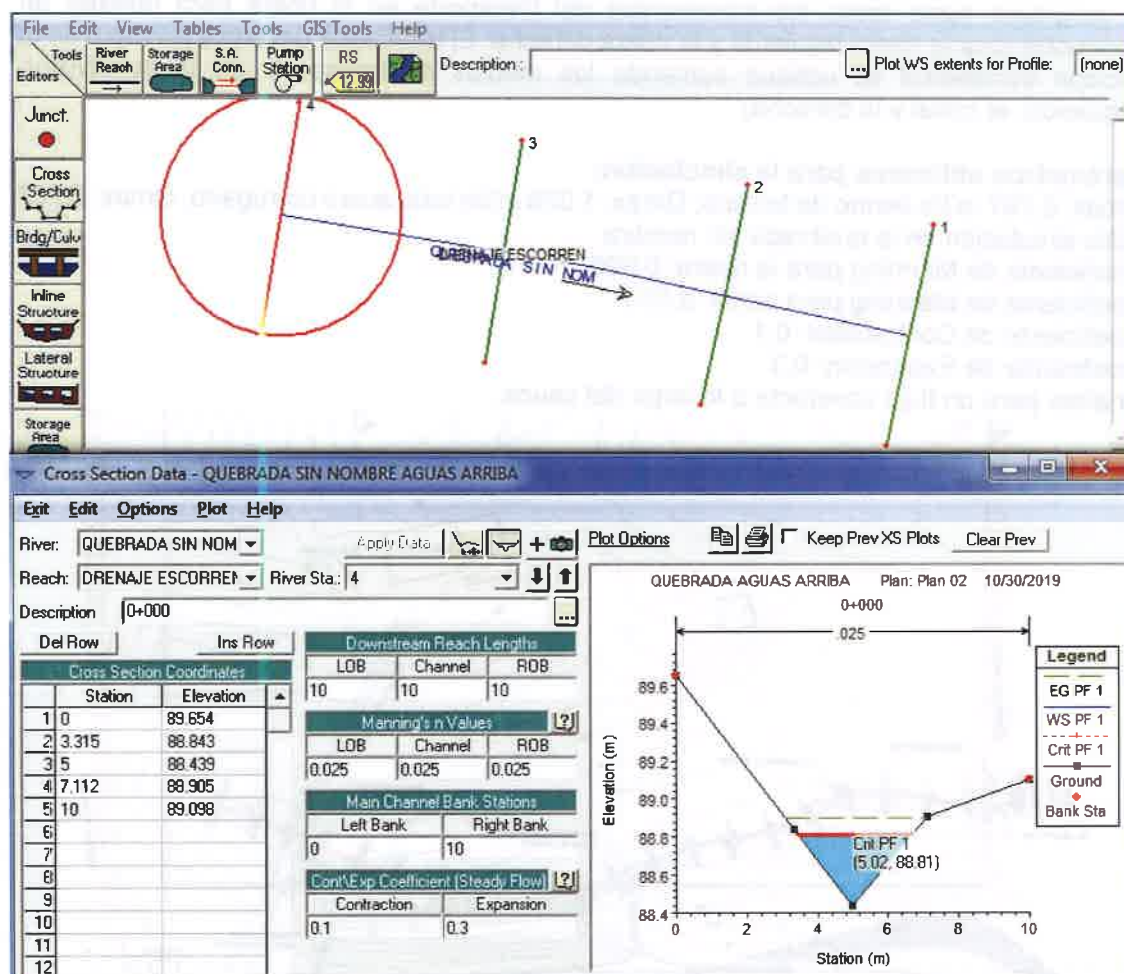 File Edit View Tables Tools GIS Tools Help
Tools
Editors
River Reach
Storage Area
S.A. Conn.
Pump Station
RS
12.99
Description :
... Plot WS extents for Profile: (none)
Junct.
Cross Section
Brdg/Culv
Inline Structure
Lateral Structure
Storage Area
4
3
2
1
DRENAJE ESCORREN
SIN NOM
Cross Section Data - QUEBRADA SIN NOMBRE AGUAS ARRIBA
Exit Edit Options Plot Help
River: QUEBRADA SIN NOM
Apply Data
Plot Options
Keep Prev XS Plots
Clear Prev
Reach: DRENAJE ESCORREN
River Sta.: 4
Description 0+000
...
Del Row Ins Row
Cross Section Coordinates
Station Elevation
1 0 89.654
2 3.315 88.843
3 5 88.439
4 7.112 88.905
5 10 89.098
6
7
8
9
10
11
12
Downstream Reach Lengths
LOB Channel ROB
10 10 10
Manning's n Values ?
LOB Channel ROB
0.025 0.025 0.025
Main Channel Bank Stations
Left Bank Right Bank
0 10
Cont\Exp Coefficient (Steady Flow) ?
Contraction Expansion
0.1 0.3
QUEBRADA AGUAS ARRIBA Plan: Plan 02 10/30/2019
0+000
.025
Elevation (m)
89.6
89.4
89.2
89.0
88.8
88.6
88.4
Crit PF 1
(5.02, 88.81)
0 2 4 6 8 10
Station (m)
Legend
EG PF 1
WS PF 1
Crit PF 1
Ground
Bank Sta